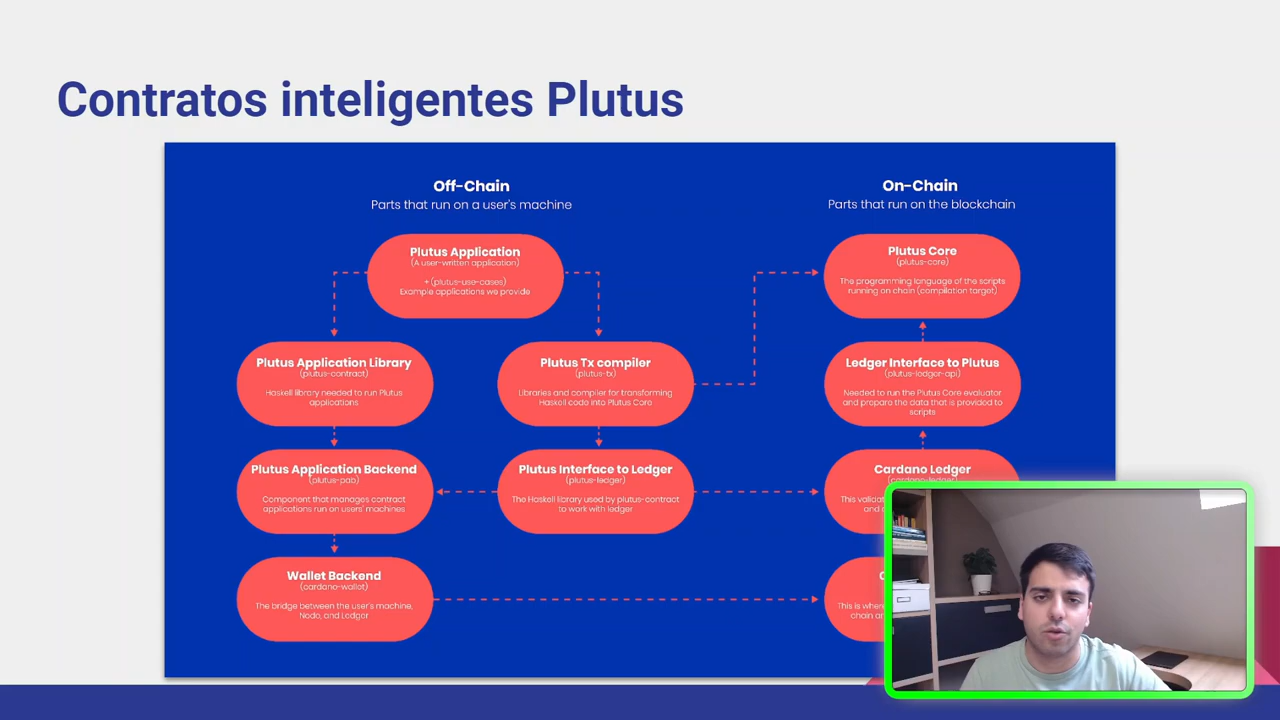 Contratos inteligentes Plutus
Off-Chain
Parts that run on a user's machine
On-Chain
Parts that run on the blockchain
Plutus Application
(A user-written application)
+ (plutus-use-cases)
Example applications we provide
Plutus Core
(plutus-core)
The programming language of the scripts
running on chain (compilation target)
Plutus Application Library
(plutus-contract)
Haskell library needed to run Plutus
applications
Plutus Tx compiler
(plutus-tx)
Libraries and compiler for transforming
Haskell code into Plutus Core
Ledger Interface to Plutus
(plutus-ledger-api)
Needed to run the Plutus Core evaluator
and prepare the data that is provided to
scripts
Plutus Application Backend
(plutus-pab)
Component that manages contract
applications run on users' machines
Plutus Interface to Ledger
(plutus-ledger)
The Haskell library used by plutus-contract
to work with ledger
Cardano Ledger
(cardano-ledger)
This
and
Wallet Backend
(cardano-wallet)
The bridge between the user's machine,
Node, and Ledger
This is
chain